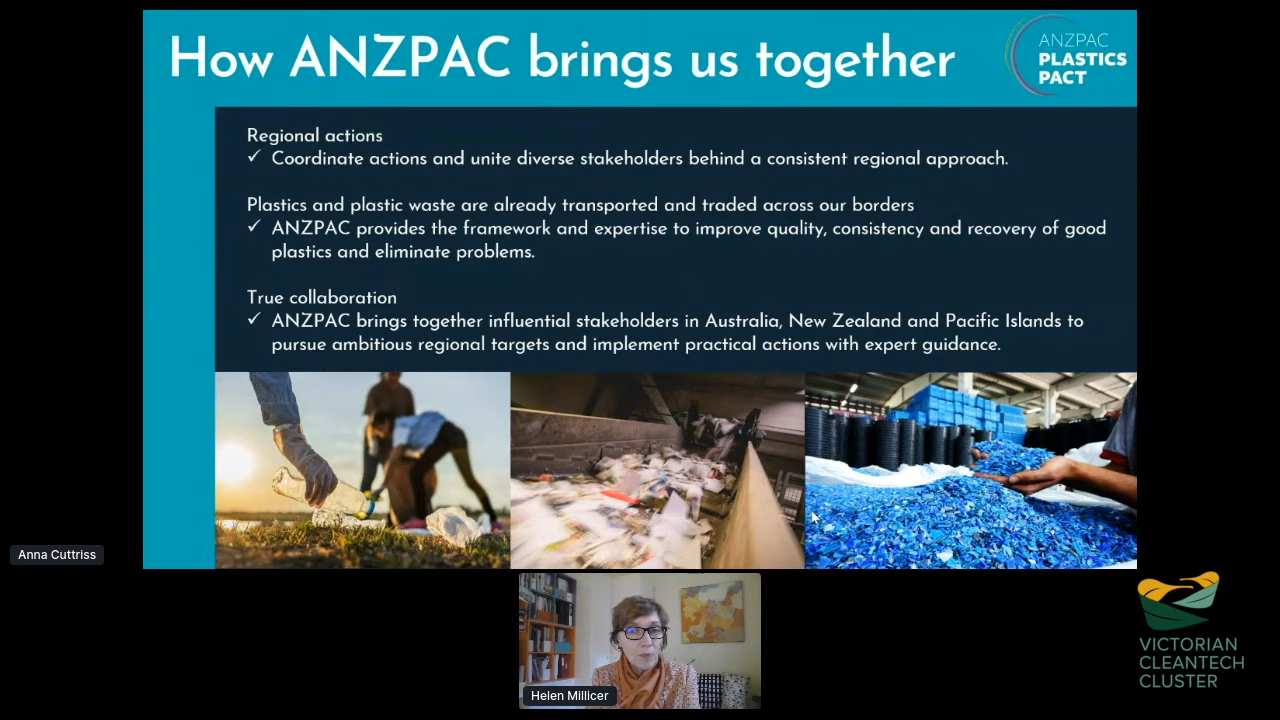 How ANZPAC brings us together
ANZPAC
PLASTICS
PACT
Regional actions
✓ Coordinate actions and unite diverse stakeholders behind a consistent regional approach.
Plastics and plastic waste are already transported and traded across our borders
✓ ANZPAC provides the framework and expertise to improve quality, consistency and recovery of good
plastics and eliminate problems.
True collaboration
✓ ANZPAC brings together influential stakeholders in Australia, New Zealand and Pacific Islands to
pursue ambitious regional targets and implement practical actions with expert guidance.
Anna Cuttriss
Helen Millicer
VICTORIAN
CLEANTECH
CLUSTER